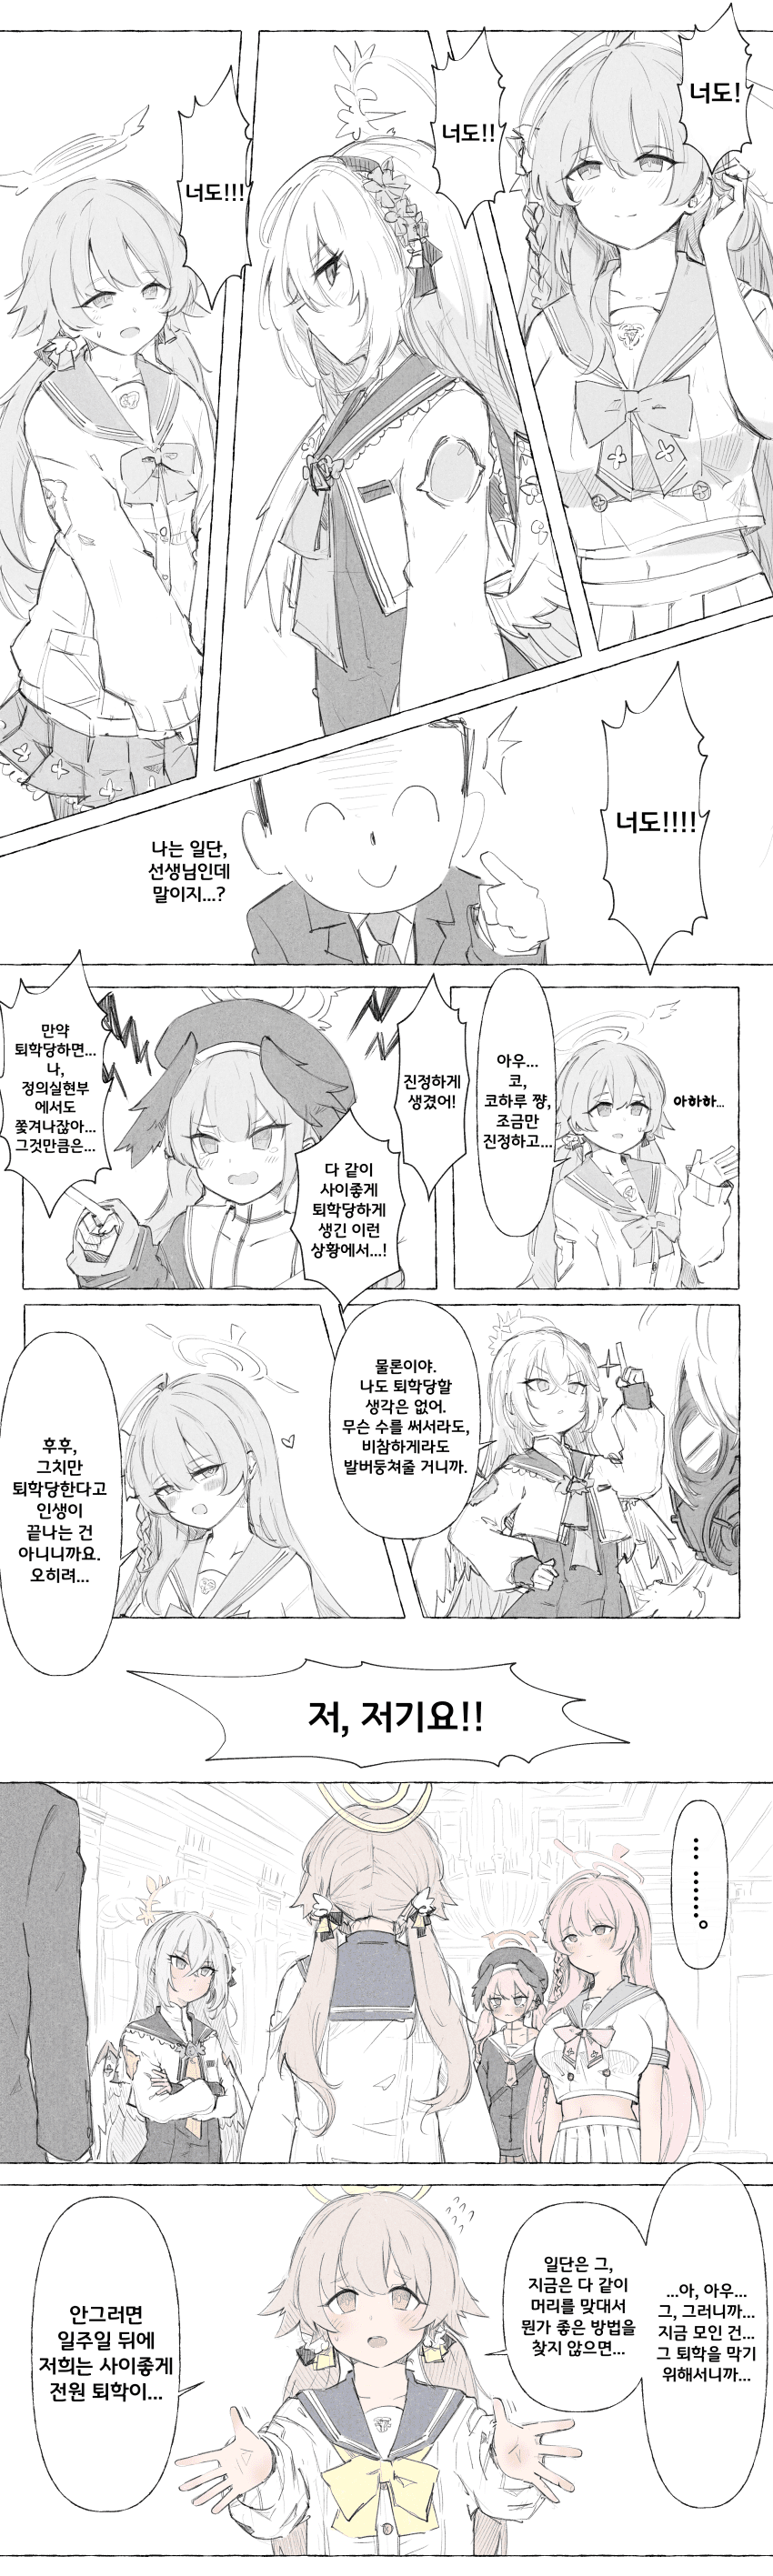 너도!
너도!!
너도!!!
너도!!!!
나는 일단,
선생님인데
말이지...?
아하하...
아우...
코,
코하루 쨩,
조금만
진정하고...
진정하게
생겼어!
다 같이
사이좋게
퇴학당하게
생긴 이런
상황에서...!
만약
퇴학당하면...
나,
정의실현부
에서도
쫓겨나잖아...
그것만큼은...
물론이야.
나도 퇴학당할
생각은 없어.
무슨 수를 써서라도,
비참하게라도
발버둥쳐줄 거니까.
후후,
그치만
퇴학당한다고
인생이
끝나는 건
아니니까요.
오히려...
저, 저기요!!
... ......。
...아, 아우...
그, 그러니까...
지금 모인 건...
그 퇴학을 막기
위해서니까...
일단은 그,
지금은 다 같이
머리를 맞대서
뭔가 좋은 방법을
찾지 않으면...
안그러면
일주일 뒤에
저희는 사이좋게
전원 퇴학이...